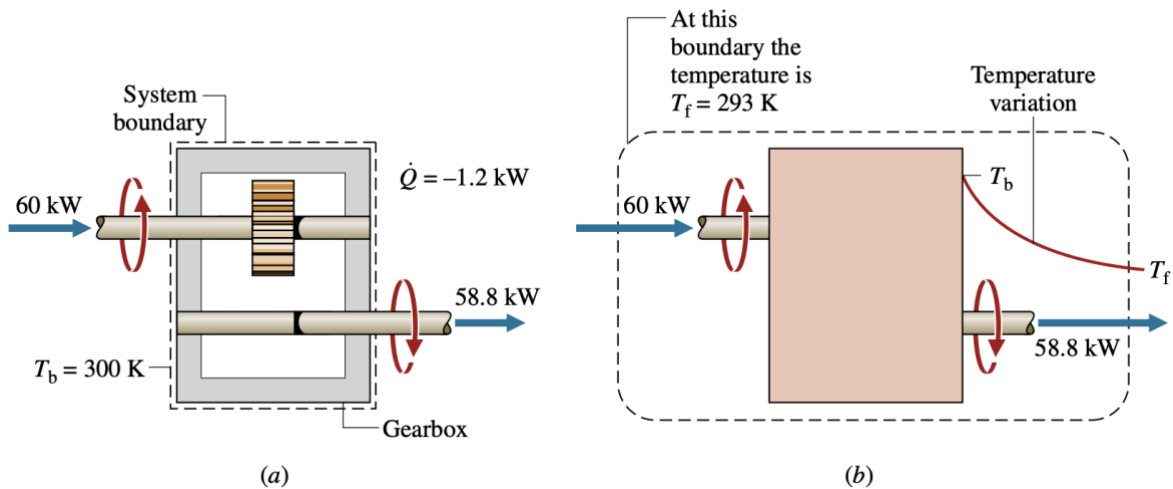 System
boundary
60 kW
Q̇ = –1.2 kW
58.8 kW
T_b = 300 K
Gearbox
(a)
At this
boundary the
temperature is
T_f = 293 K
Temperature
variation
60 kW
T_b
T_f
58.8 kW
(b)